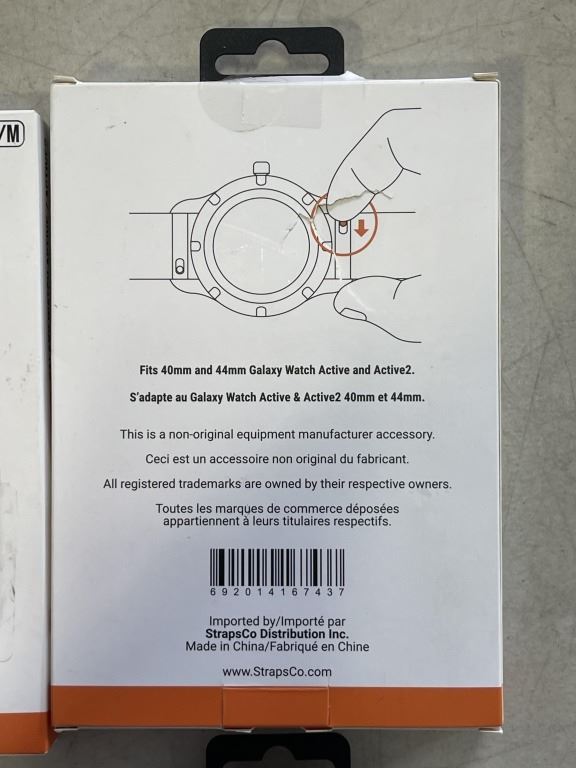 /M
Fits 40mm and 44mm Galaxy Watch Active and Active2.
S'adapte au Galaxy Watch Active & Active2 40mm et 44mm.
This is a non-original equipment manufacturer accessory.
Ceci est un accessoire non original du fabricant.
All registered trademarks are owned by their respective owners.
Toutes les marques de commerce déposées
appartiennent à leurs titulaires respectifs.
692014167437
Imported by/Importé par
StrapsCo Distribution Inc.
Made in China/Fabriqué en Chine
www.StrapsCo.com